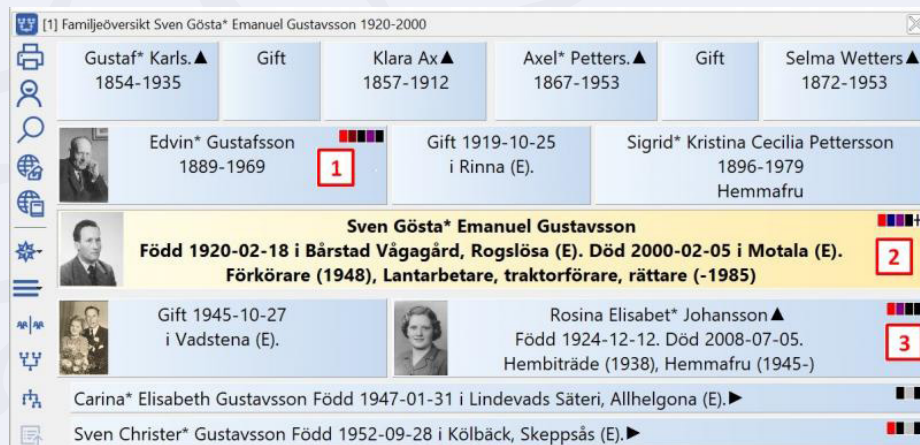 [1] Familjeöversikt Sven Gösta* Emanuel Gustavsson 1920-2000
Gustaf* Karls.▲ Gift Klara Ax▲ Axel* Petters.▲ Gift Selma Wetters▲
1854-1935 1857-1912 1867-1953 1872-1953
Edvin* Gustafsson Gift 1919-10-25 Sigrid* Kristina Cecilia Pettersson
1889-1969 1 i Rinna (E). 1896-1979
Hemmafru
Sven Gösta* Emanuel Gustavsson
Född 1920-02-18 i Bårstad Vågagård, Rogslösa (E). Död 2000-02-05 i Motala (E). 2
Förkörare (1948), Lantarbetare, traktorförare, rättare (-1985)
Gift 1945-10-27 Rosina Elisabet* Johansson▲
i Vadstena (E). Född 1924-12-12. Död 2008-07-05. 3
Hembiträde (1938), Hemmafru (1945-)
Carina* Elisabeth Gustavsson Född 1947-01-31 i Lindevads Säteri, Allhelgona (E).►
Sven Christer* Gustavsson Född 1952-09-28 i Kölbäck, Skeppsås (E).►